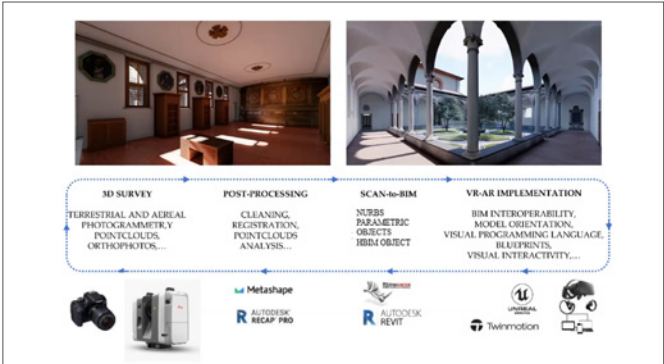 3D SURVEY
TERRESTRIAL AND AEREAL
PHOTOGRAMMETR,Y
POINTCLOUDS,
ORTHOPHOTOS,...
POST-PROCESSING
CLEANING,
REGISTRATION,
POINTCLOUDS
ANALYSIS...
SCAN-to-BIM
NURBS
PARAMETRIC
OBJECTS
HBIM OBJECT
VR-AR IMPLEMENTATION
BIM INTEROPERABILITY,
MODEL ORIENTATION,
VISUAL PROGRAMMING LANGUAGE,
BLUEPRINTS,
VISUAL INTERACTIVITY,...
Metashape
R AUTODESK
RECAP PRO
R AUTODESK
REVIT
UNREAL
Twinmotion